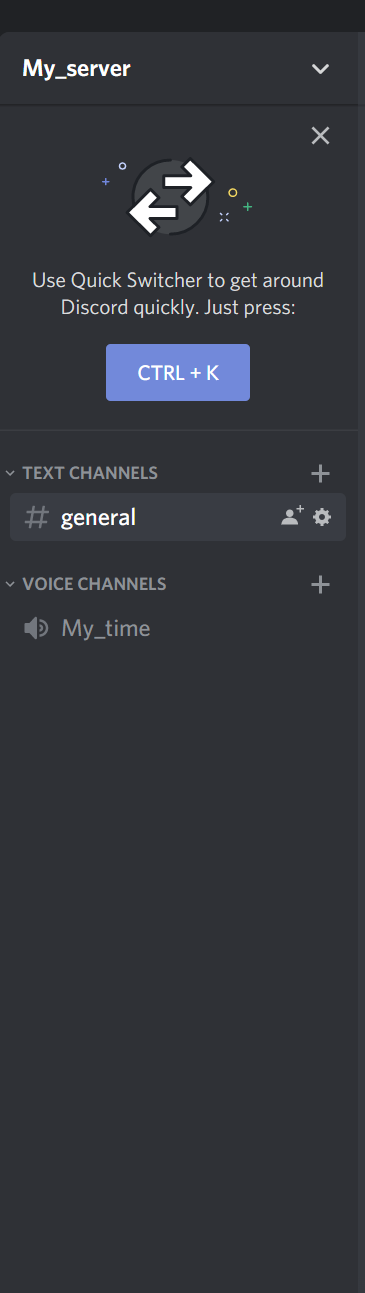 My_server
Use Quick Switcher to get around
Discord quickly. Just press:
CTRL + K
TEXT CHANNELS
general
VOICE CHANNELS
My_time